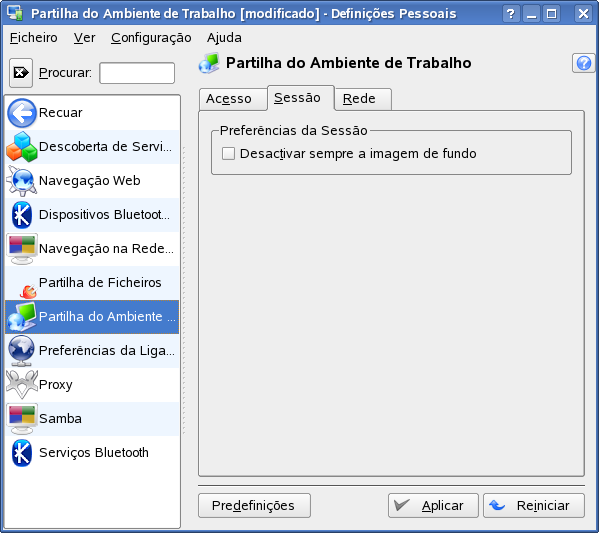 Partilha do Ambiente de Trabalho [modificado] - Definições Pessoais
Ficheiro Ver Configuração Ajuda
Procurar:
Partilha do Ambiente de Trabalho
Recuar
Descoberta de Servi...
Navegação Web
Dispositivos Bluetoot...
Navegação na Rede...
Partilha de Ficheiros
Partilha do Ambiente ...
Preferências da Liga...
Proxy
Samba
Serviços Bluetooth
Acesso Sessão Rede
Preferências da Sessão
Desactivar sempre a imagem de fundo
Predefinições Aplicar Reiniciar